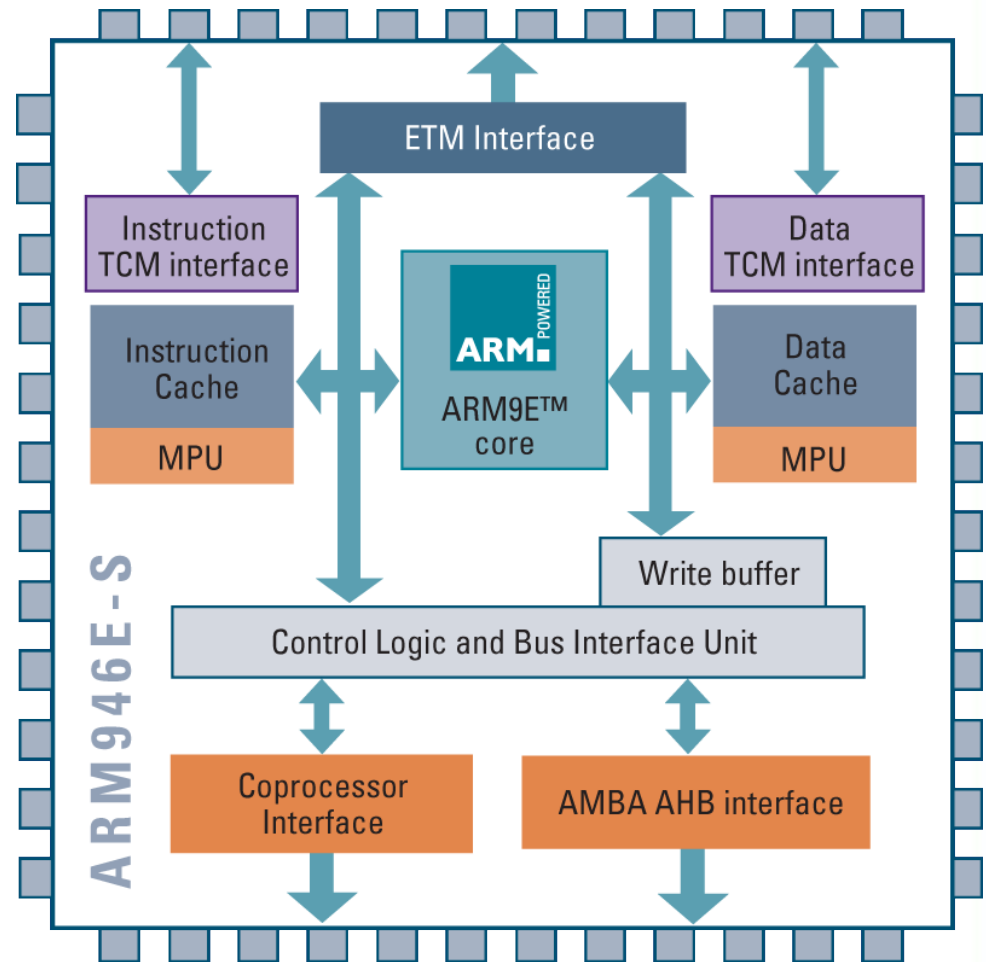 ETM Interface
Instruction
TCM interface
Data
TCM interface
ARM POWERED
ARM9E™
core
Instruction
Cache
MPU
Data
Cache
MPU
Write buffer
Control Logic and Bus Interface Unit
Coprocessor
Interface
AMBA AHB interface
ARM946E-S